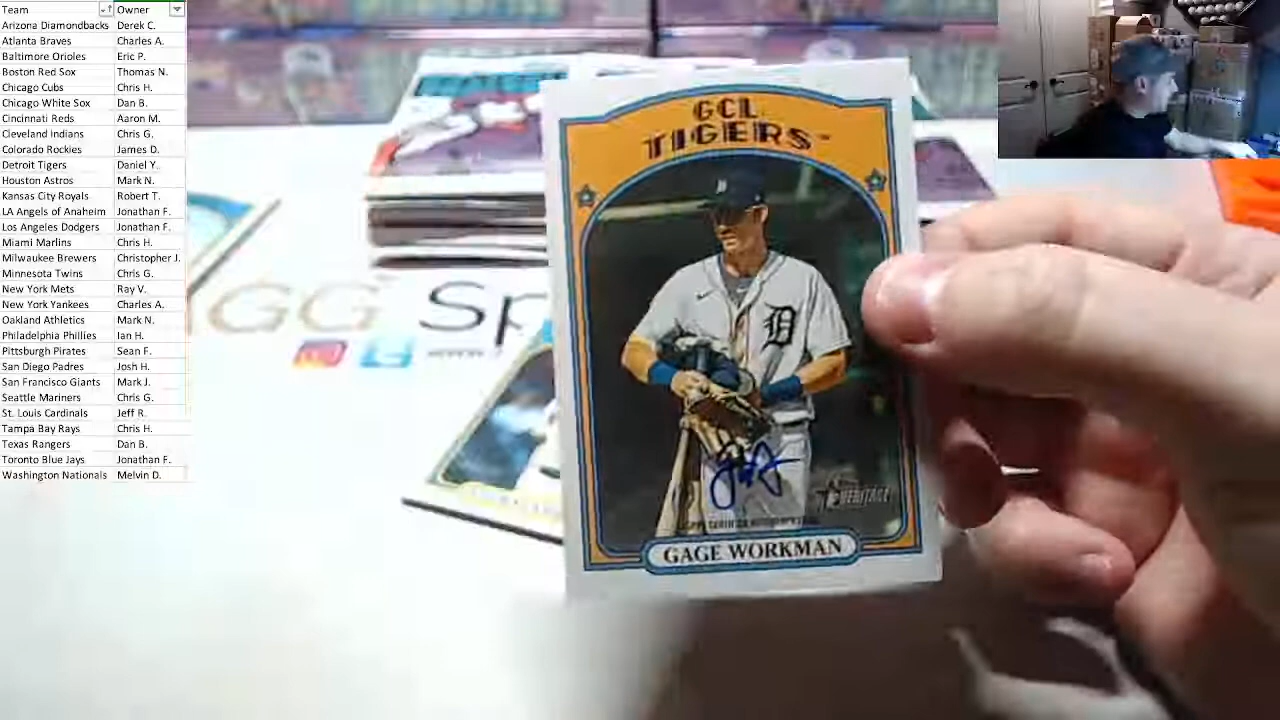 Team Owner
Arizona Diamondbacks Derek C.
Atlanta Braves Charles A.
Baltimore Orioles Eric P.
Boston Red Sox Thomas N.
Chicago Cubs Chris H.
Chicago White Sox Dan B.
Cincinnati Reds Aaron M.
Cleveland Indians Chris G.
Colorado Rockies James D.
Detroit Tigers Daniel Y.
Houston Astros Mark N.
Kansas City Royals Robert T.
LA Angels of Anaheim Jonathan F.
Los Angeles Dodgers Jonathan F.
Miami Marlins Chris H.
Milwaukee Brewers Christopher J.
Minnesota Twins Chris G.
New York Mets Ray V.
New York Yankees Charles A.
Oakland Athletics Mark N.
Philadelphia Phillies Ian H.
Pittsburgh Pirates Sean F.
San Diego Padres Josh H.
San Francisco Giants Mark J.
Seattle Mariners Chris G.
St. Louis Cardinals Jeff R.
Tampa Bay Rays Chris H.
Texas Rangers Dan B.
Toronto Blue Jays Jonathan F.
Washington Nationals Melvin D.
GCL
TIGERS™
D
D
HERITAGE
GAGE WORKMAN
GG Sp